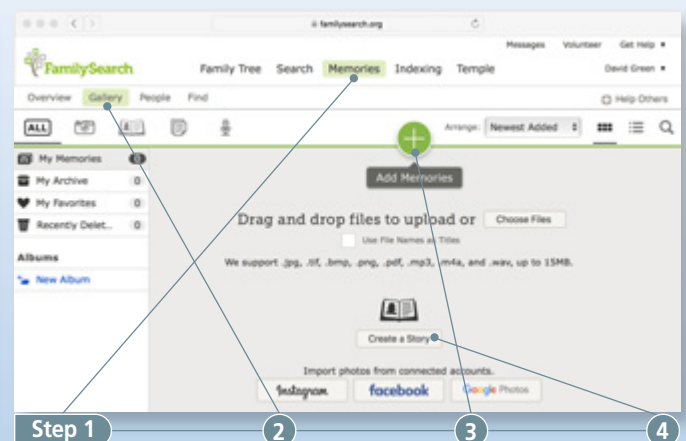 familysearch.org
Messages Volunteer Get Help
FamilySearch
Family Tree Search Memories Indexing Temple
David Green
Overview Gallery People Find
Help Others
ALL
Arrange: Newest Added
My Memories
My Archive 0
My Favorites 0
Recently Delet... 0
Albums
New Album
Add Memories
Drag and drop files to upload or Choose Files
Use File Names as Titles
We support .jpg, .tif, .bmp, .png, .pdf, .mp3, .m4a, and .wav, up to 15MB.
Create a Story
Import photos from connected accounts.
Instagram facebook Google Photos
Step 1 2 3 4